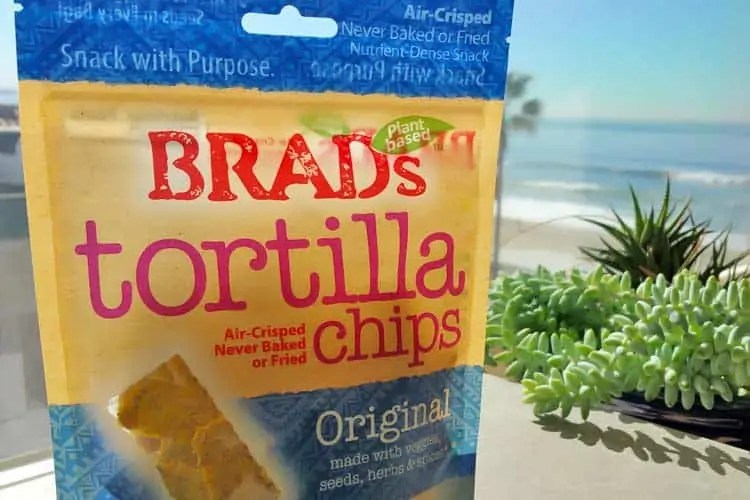 Air-Crisped
Never Baked or Fried
Nutrient-Dense Snack
Snack with Purpose.
BRADs
Plant
based
tortilla
chips
Air-Crisped
Never Baked
or Fried
Original
made with veggies,
seeds, herbs & spices